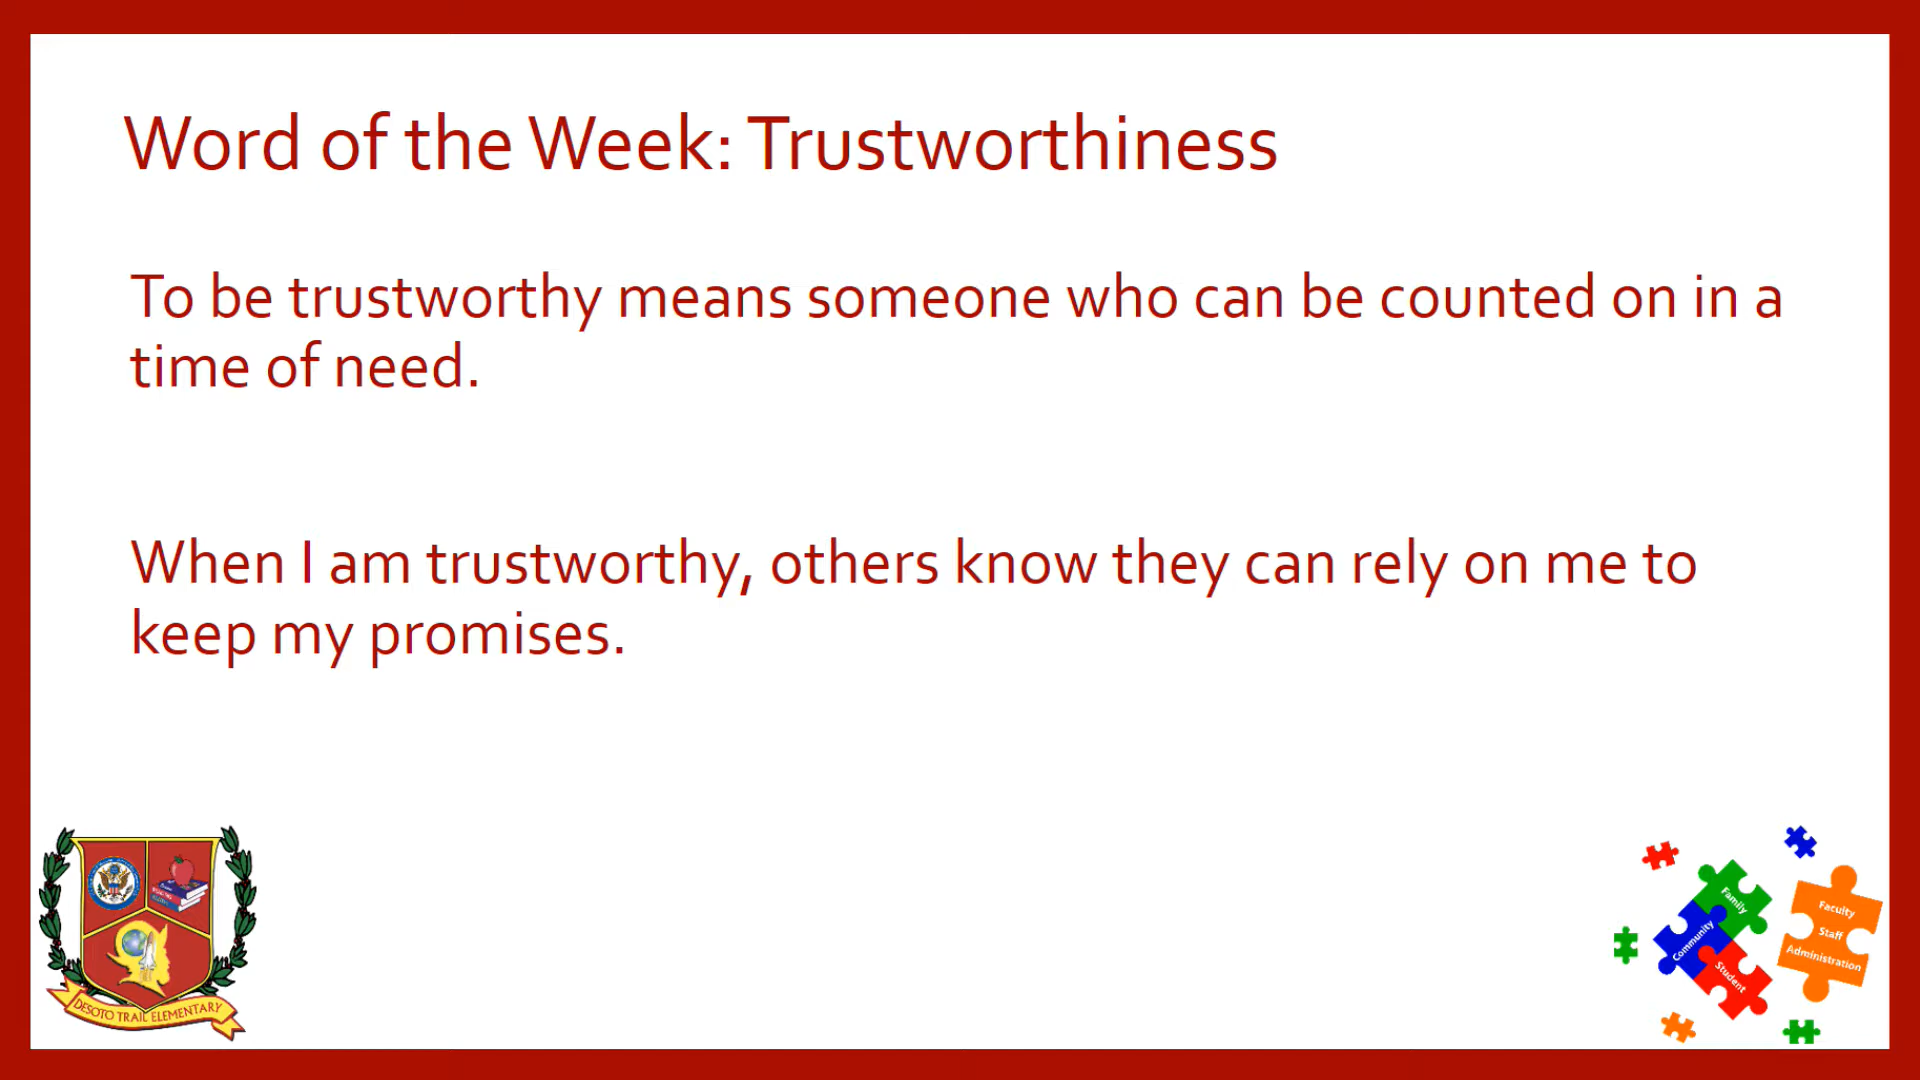 Word of the Week: Trustworthiness
To be trustworthy means someone who can be counted on in a
time of need.
When I am trustworthy, others know they can rely on me to
keep my promises.
DESOTO TRAIL ELEMENTARY
Family
Community
Student
Faculty
Staff
Administration